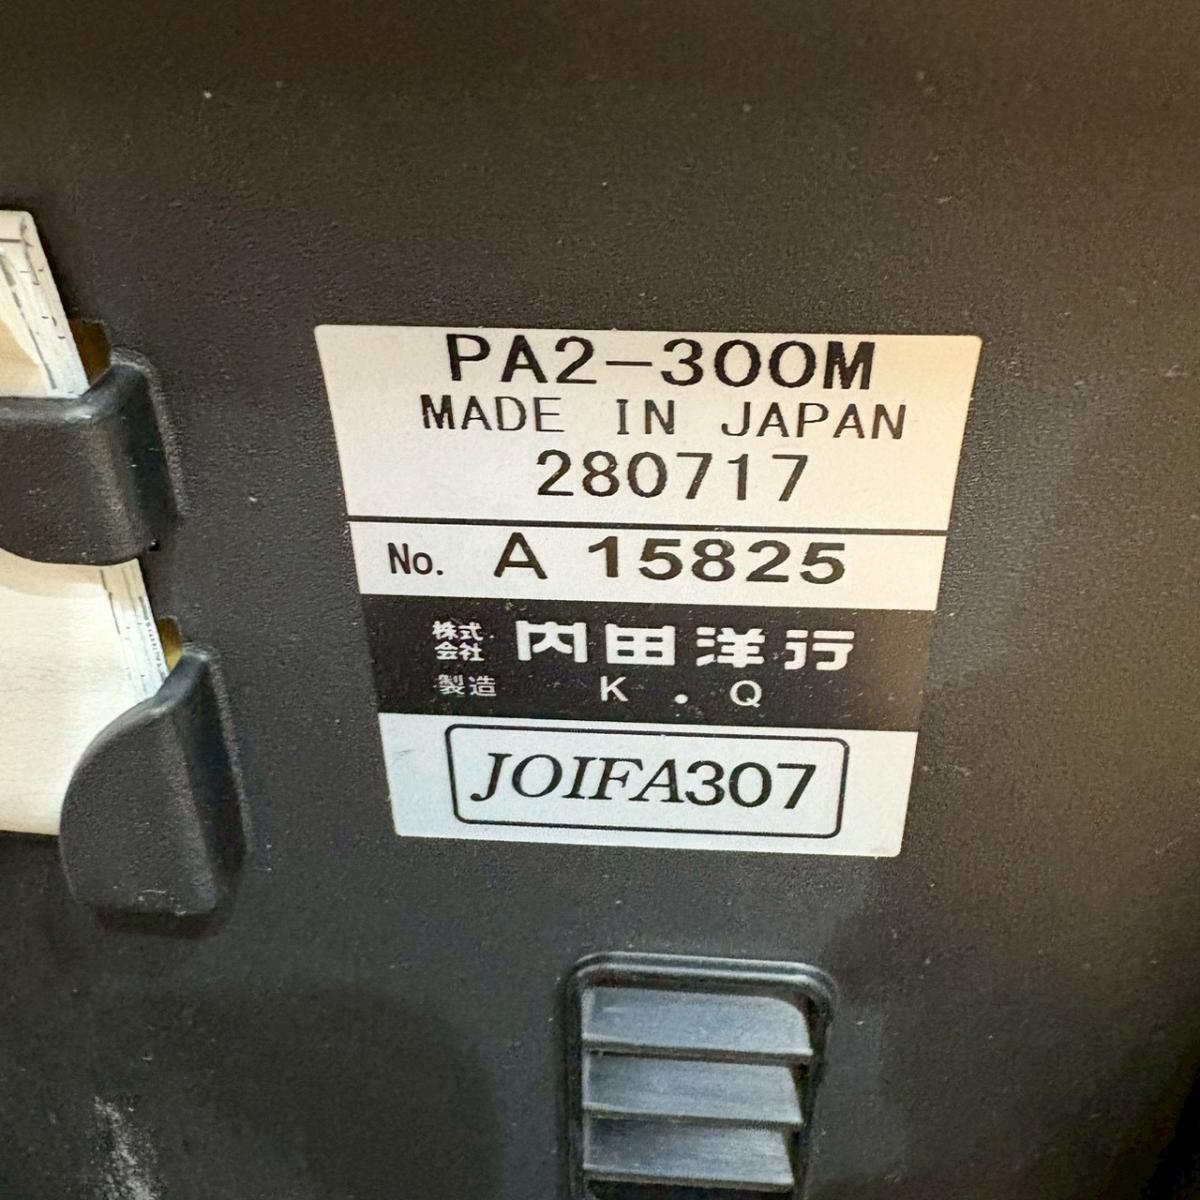 PA2-300M
MADE IN JAPAN
280717
No. A 15825
株式会社 内田洋行
製造 K.Q
JOIFA307